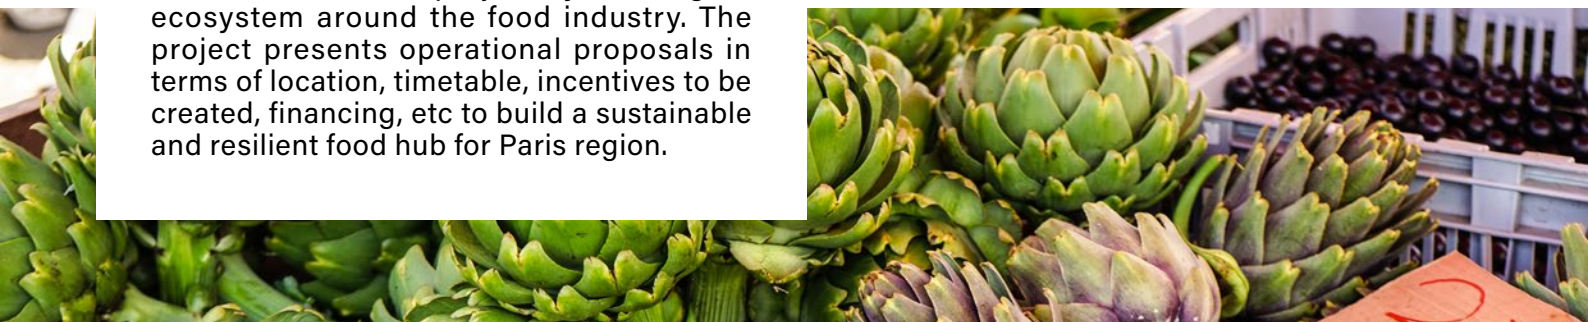 ecosystem around the food industry. The
project presents operational proposals in
terms of location, timetable, incentives to be
created, financing, etc to build a sustainable
and resilient food hub for Paris region.